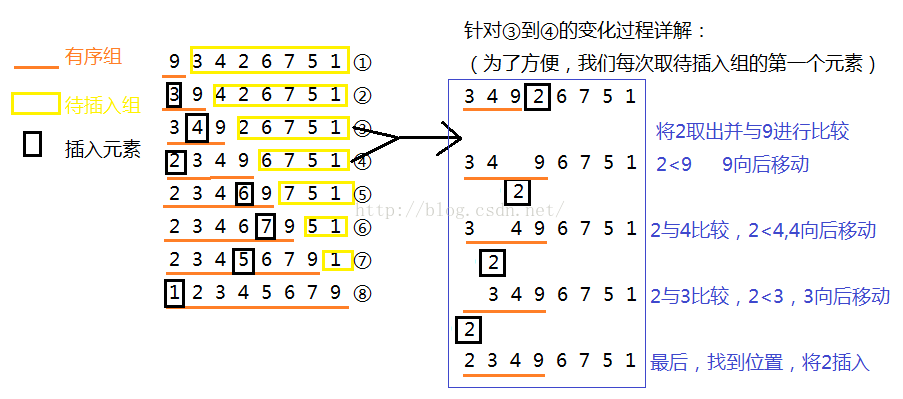 有序组
待插入组
插入元素
9 3 4 2 6 7 5 1 ①
3 9 4 2 6 7 5 1 ②
3 4 9 2 6 7 5 1 ③
2 3 4 9 6 7 5 1 ④
2 3 4 6 9 7 5 1 ⑤
2 3 4 6 7 9 5 1 ⑥
2 3 4 5 6 7 9 1 ⑦
1 2 3 4 5 6 7 9 ⑧
针对③到④的变化过程详解：
（为了方便，我们每次取待插入组的第一个元素）
3 4 9 2 6 7 5 1
将2取出并与9进行比较
3 4 9 6 7 5 1
2<9 9向后移动
2
3 4 9 6 7 5 1
2与4比较，2<4,4向后移动
2
3 4 9 6 7 5 1
2与3比较，2<3，3向后移动
2
2 3 4 9 6 7 5 1
最后，找到位置，将2插入
http://blog.csdn.net/